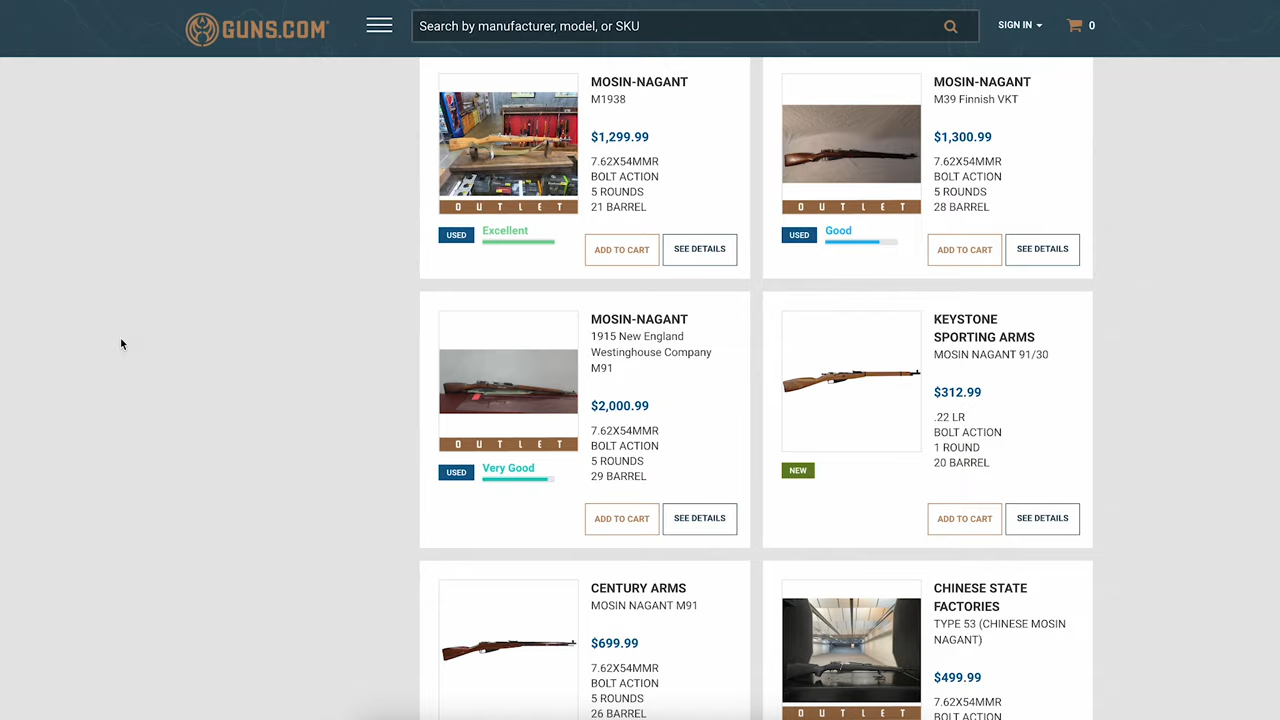 GUNS.COM
Search by manufacturer, model, or SKU
SIGN IN
0
MOSIN-NAGANT
M1938
$1,299.99
7.62X54MMR
BOLT ACTION
5 ROUNDS
21 BARREL
OUTLET
USED
Excellent
ADD TO CART
SEE DETAILS
MOSIN-NAGANT
M39 Finnish VKT
$1,300.99
7.62X54MMR
BOLT ACTION
5 ROUNDS
28 BARREL
OUTLET
USED
Good
ADD TO CART
SEE DETAILS
MOSIN-NAGANT
1915 New England
Westinghouse Company
M91
$2,000.99
7.62X54MMR
BOLT ACTION
5 ROUNDS
29 BARREL
OUTLET
USED
Very Good
ADD TO CART
SEE DETAILS
KEYSTONE
SPORTING ARMS
MOSIN NAGANT 91/30
$312.99
.22 LR
BOLT ACTION
1 ROUND
20 BARREL
NEW
ADD TO CART
SEE DETAILS
CENTURY ARMS
MOSIN NAGANT M91
$699.99
7.62X54MMR
BOLT ACTION
5 ROUNDS
26 BARREL
CHINESE STATE
FACTORIES
TYPE 53 (CHINESE MOSIN
NAGANT)
$499.99
7.62X54MMR
BOLT ACTION
OUTLET